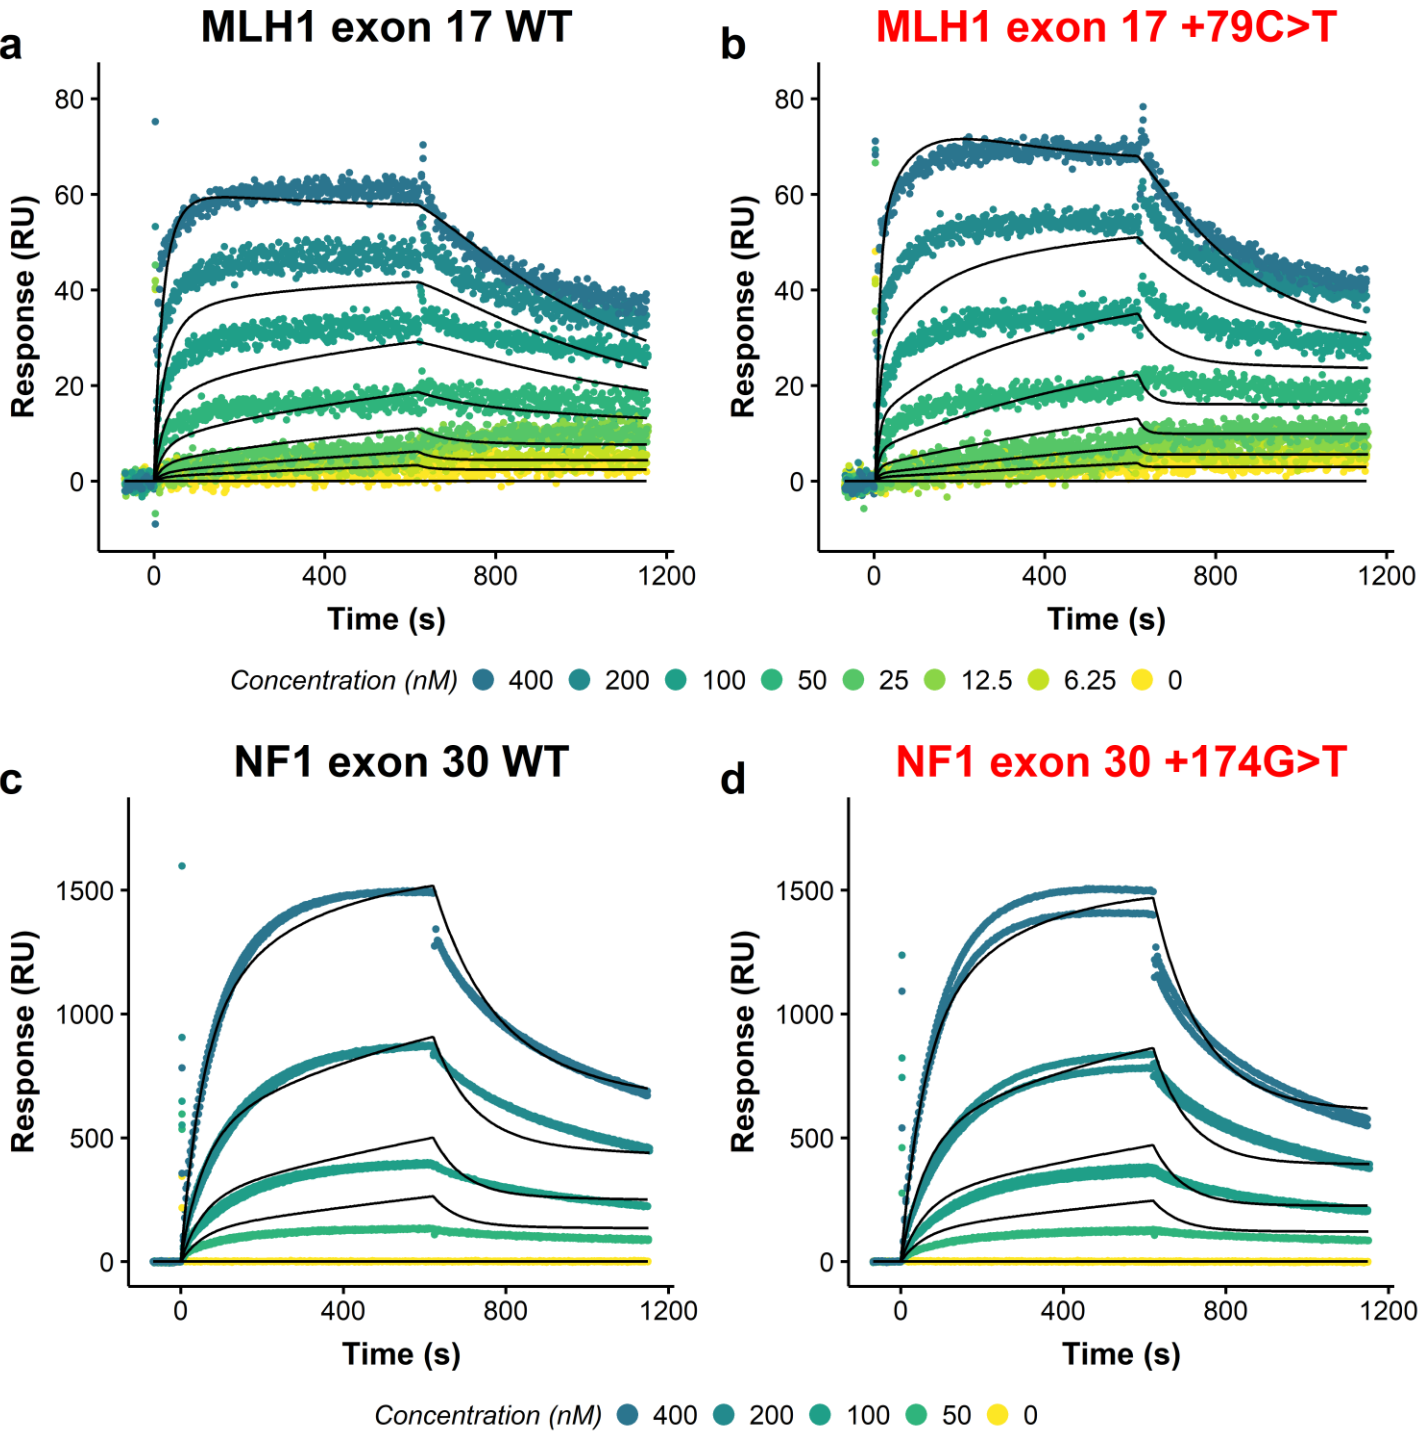 a
MLH1 exon 17 WT
Response (RU)
80
60
40
20
0
0 400 800 1200
Time (s)
b
MLH1 exon 17 +79C>T
Response (RU)
80
60
40
20
0
0 400 800 1200
Time (s)
Concentration (nM) 400 200 100 50 25 12.5 6.25 0
c
NF1 exon 30 WT
Response (RU)
1500
1000
500
0
0 400 800 1200
Time (s)
d
NF1 exon 30 +174G>T
Response (RU)
1500
1000
500
0
0 400 800 1200
Time (s)
Concentration (nM) 400 200 100 50 0